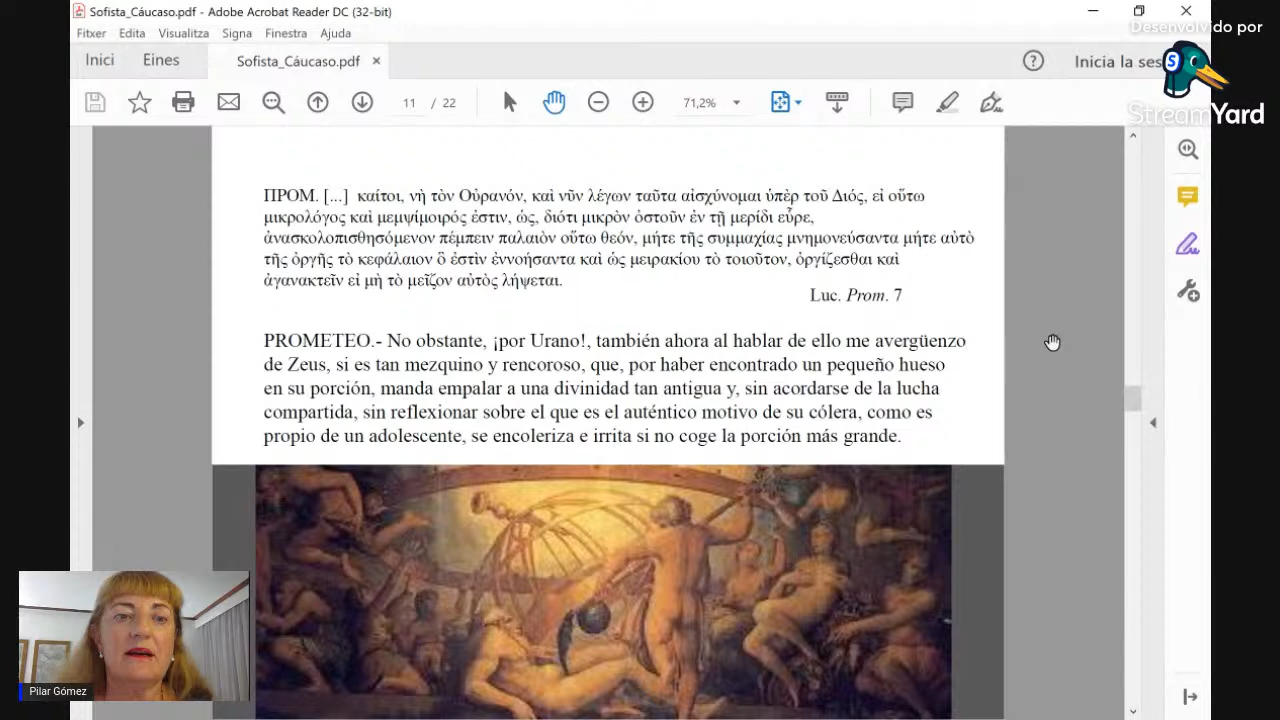 Sofista_Cáucaso.pdf - Adobe Acrobat Reader DC (32-bit)
Desenvolvido por
Fitxer Edita Visualitza Signa Finestra Ajuda
Inici Eines Sofista_Cáucaso.pdf × ? Inicia la ses
S
StreamYard
11 / 22 71,2%
ΠΡΟΜ. [...] καίτοι, νὴ τὸν Οὐρανόν, καὶ νῦν λέγων ταῦτα αἰσχύνομαι ὑπὲρ τοῦ Διός, εἰ οὕτω
μικρολόγος καὶ μεμψίμοιρός ἐστιν, ὡς, διότι μικρὸν ὀστοῦν ἐν τῇ μερίδι εὗρε,
ἀνασκολοπισθησόμενον πέμπειν παλαιὸν οὕτω θεόν, μήτε τῆς συμμαχίας μνημονεύσαντα μήτε αὐτὸ
τῆς ὀργῆς τὸ κεφάλαιον ὅ ἐστὶν ἐννοήσαντα καὶ ὡς μειρακίου τὸ τοιοῦτον, ὀργίζεσθαι καὶ
ἀγανακτεῖν εἰ μὴ τὸ μεῖζον αὐτὸς λήψεται.
Luc. Prom. 7
PROMETEO.- No obstante, ¡por Urano!, también ahora al hablar de ello me avergüenzo
de Zeus, si es tan mezquino y rencoroso, que, por haber encontrado un pequeño hueso
en su porción, manda empalar a una divinidad tan antigua y, sin acordarse de la lucha
compartida, sin reflexionar sobre el que es el auténtico motivo de su cólera, como es
propio de un adolescente, se encoleriza e irrita si no coge la porción más grande.
Pilar Gómez